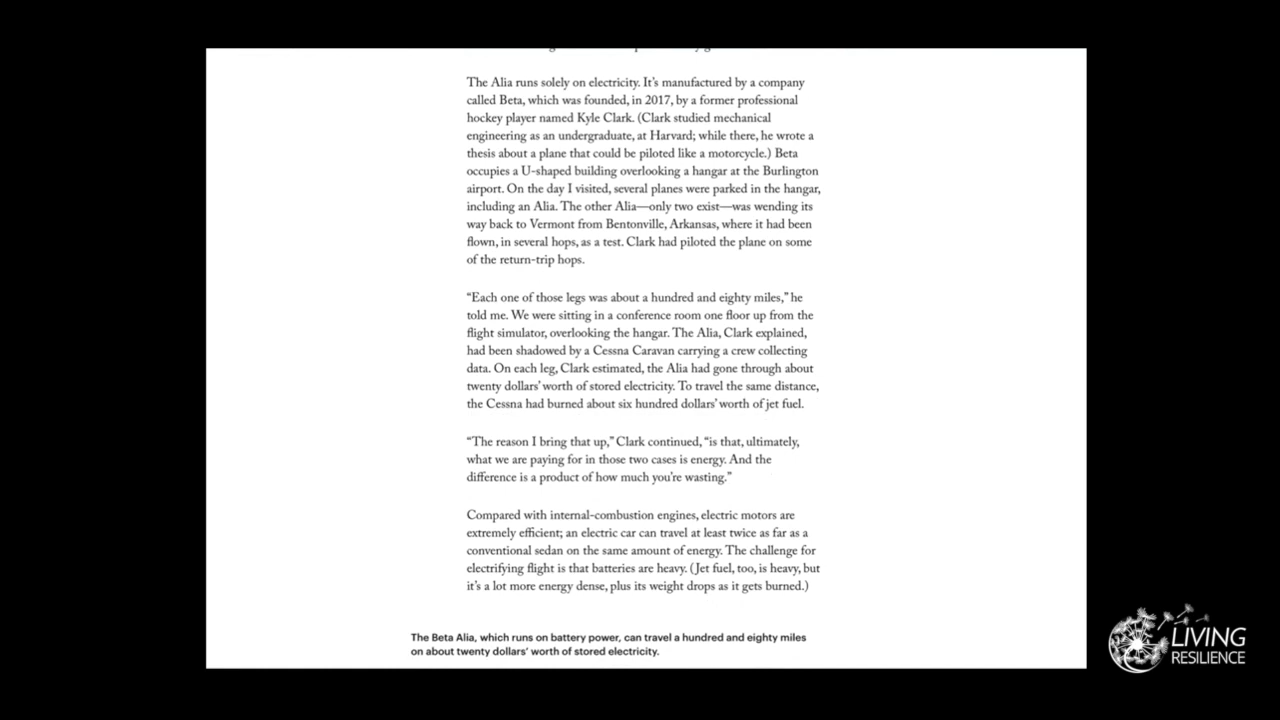 The Alia runs solely on electricity. It's manufactured by a company
called Beta, which was founded, in 2017, by a former professional
hockey player named Kyle Clark. (Clark studied mechanical
engineering as an undergraduate, at Harvard; while there, he wrote a
thesis about a plane that could be piloted like a motorcycle.) Beta
occupies a U-shaped building overlooking a hangar at the Burlington
airport. On the day I visited, several planes were parked in the hangar,
including an Alia. The other Alia—only two exist—was wending its
way back to Vermont from Bentonville, Arkansas, where it had been
flown, in several hops, as a test. Clark had piloted the plane on some
of the return-trip hops.
“Each one of those legs was about a hundred and eighty miles,” he
told me. We were sitting in a conference room one floor up from the
flight simulator, overlooking the hangar. The Alia, Clark explained,
had been shadowed by a Cessna Caravan carrying a crew collecting
data. On each leg, Clark estimated, the Alia had gone through about
twenty dollars’ worth of stored electricity. To travel the same distance,
the Cessna had burned about six hundred dollars’ worth of jet fuel.
“The reason I bring that up,” Clark continued, “is that, ultimately,
what we are paying for in those two cases is energy. And the
difference is a product of how much you’re wasting.”
Compared with internal-combustion engines, electric motors are
extremely efficient; an electric car can travel at least twice as far as a
conventional sedan on the same amount of energy. The challenge for
electrifying flight is that batteries are heavy. (Jet fuel, too, is heavy, but
it’s a lot more energy dense, plus its weight drops as it gets burned.)
The Beta Alia, which runs on battery power, can travel a hundred and eighty miles
on about twenty dollars’ worth of stored electricity.
LIVING
RESILIENCE